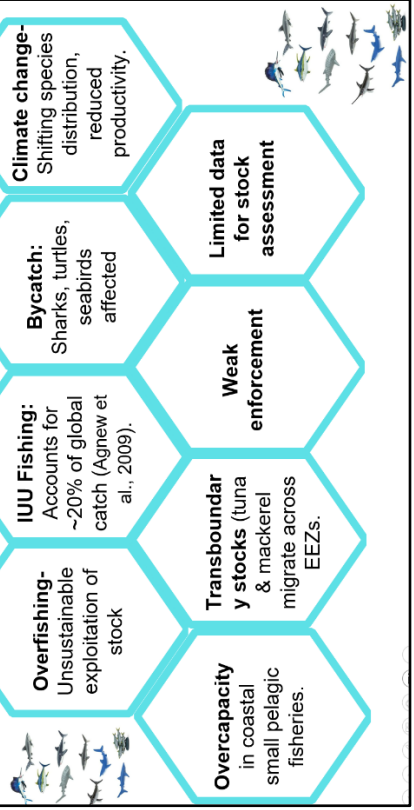 Overfishing-
Unsustainable
exploitation of
stock
IUU Fishing:
Accounts for
~20% of global
catch (Agnew et
al., 2009).
Bycatch:
Sharks, turtles,
seabirds
affected
Climate change-
Shifting species
distribution,
reduced
productivity.
Overcapacity
in coastal
small pelagic
fisheries.
Transboundar
y stocks (tuna
& mackerel
migrate across
EEZs.
Weak
enforcement
Limited data
for stock
assessment